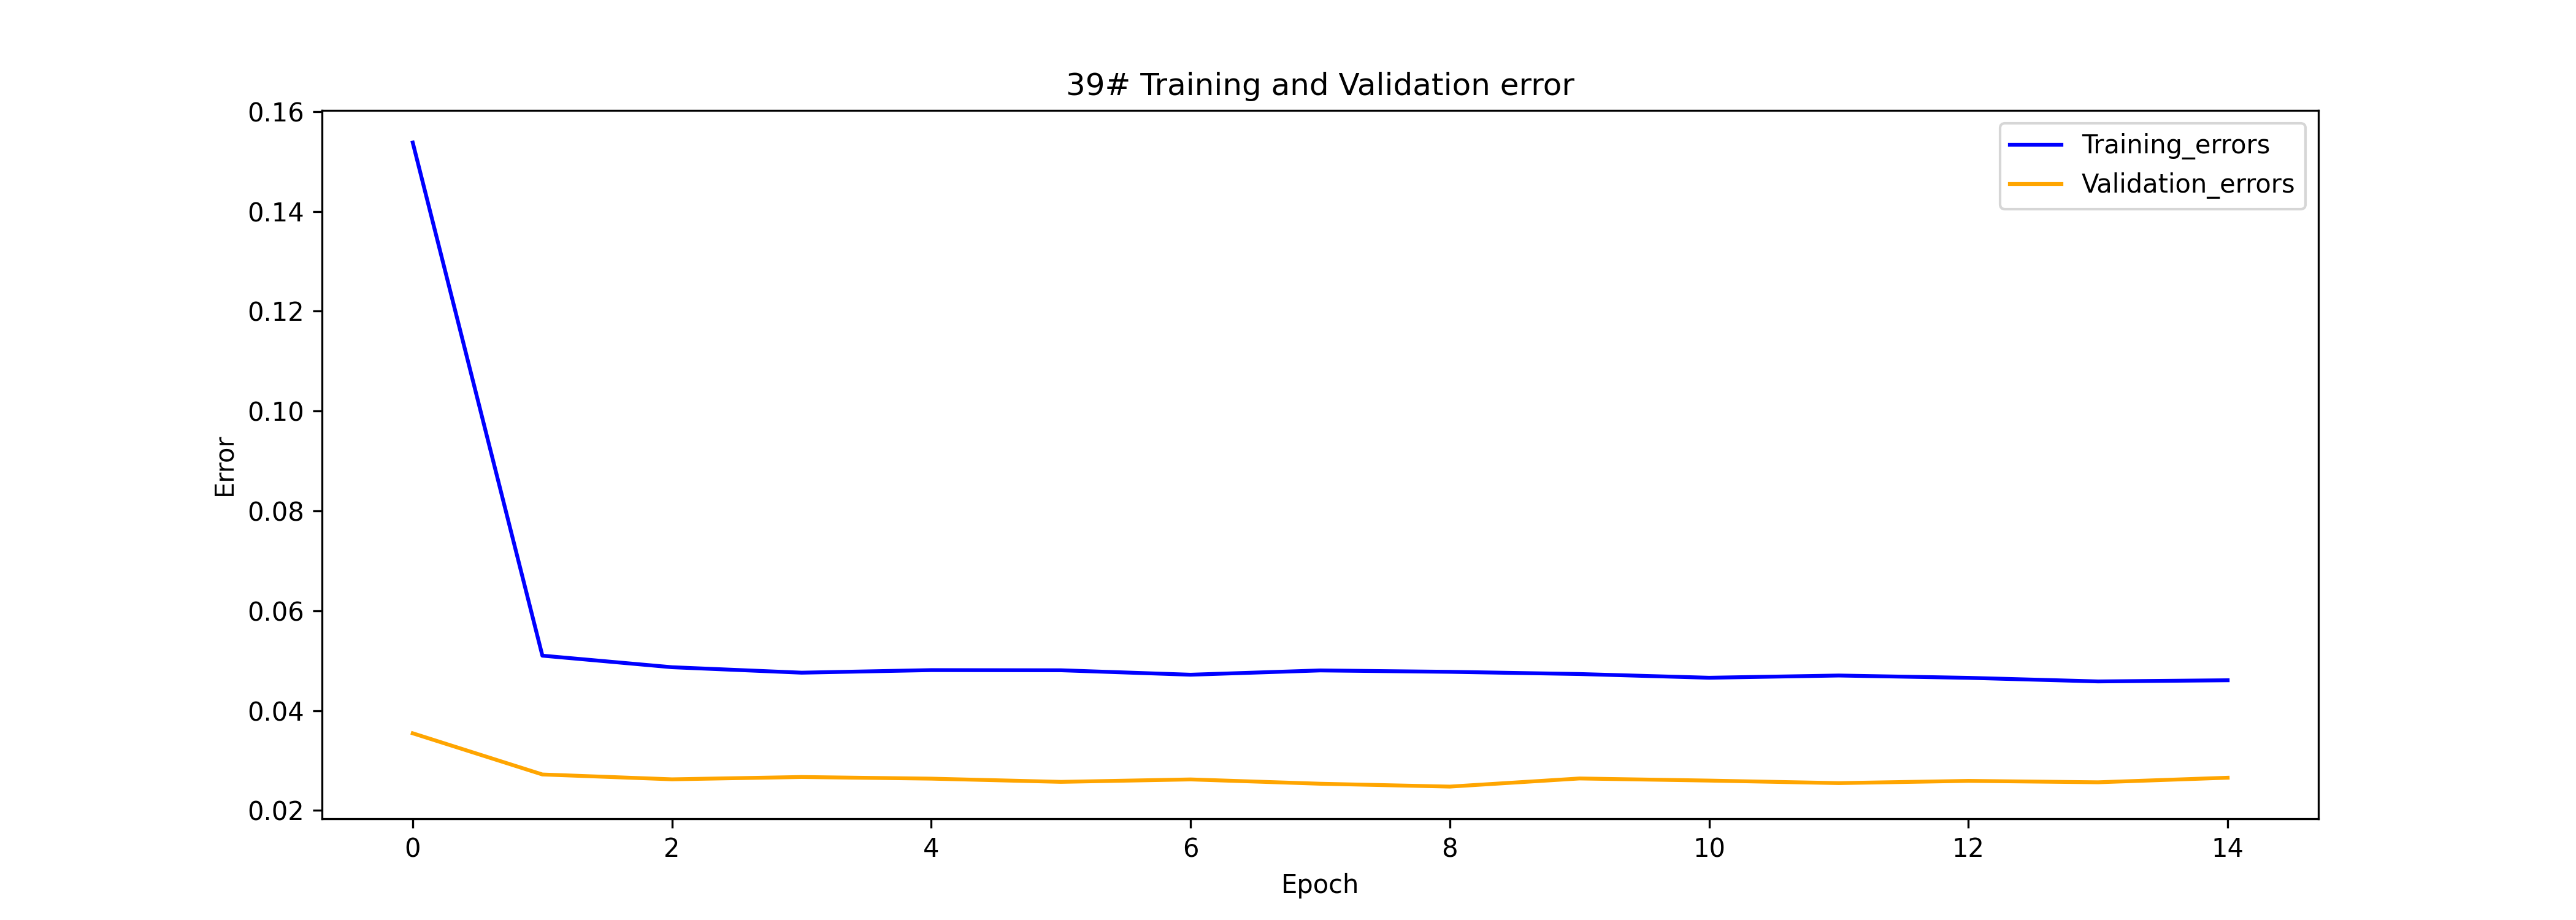 39# Training and Validation error
0.16
0.14
0.12
0.10
0.08
0.06
0.04
0.02
Error
Training_errors
Validation_errors
0 2 4 6 8 10 12 14
Epoch